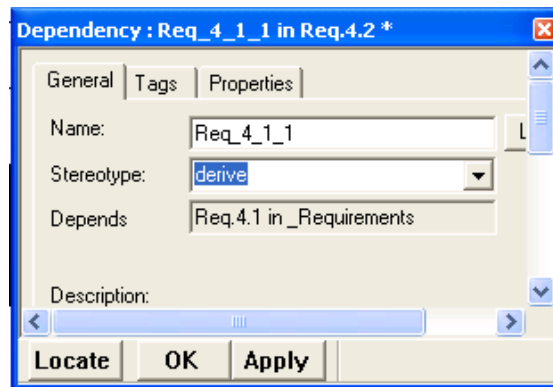 Dependency : Req_4_1_1 in Req.4.2 *
General Tags Properties
Name: Req_4_1_1 L
Stereotype: derive
Depends Req.4.1 in _Requirements
Description:
Locate OK Apply